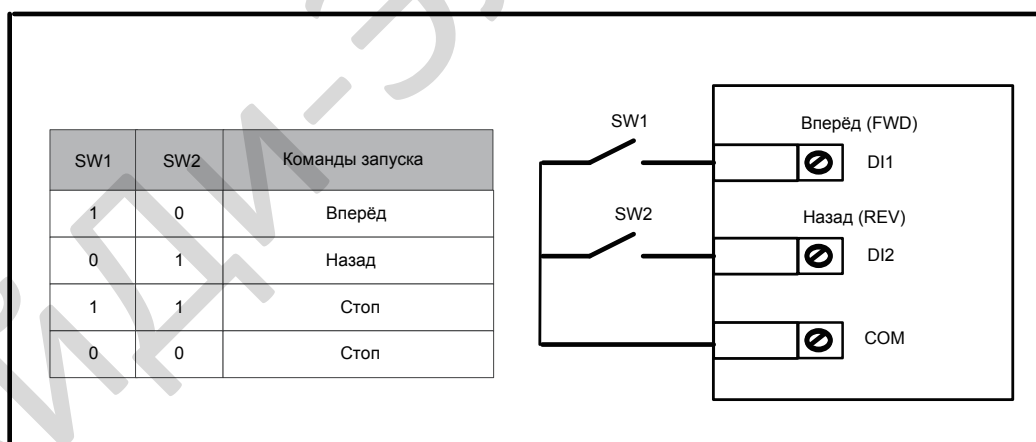 SW1 SW2 Команды запуска
1 0 Вперёд
0 1 Назад
1 1 Стоп
0 0 Стоп
SW1
Вперёд (FWD)
DI1
SW2
Назад (REV)
DI2
COM